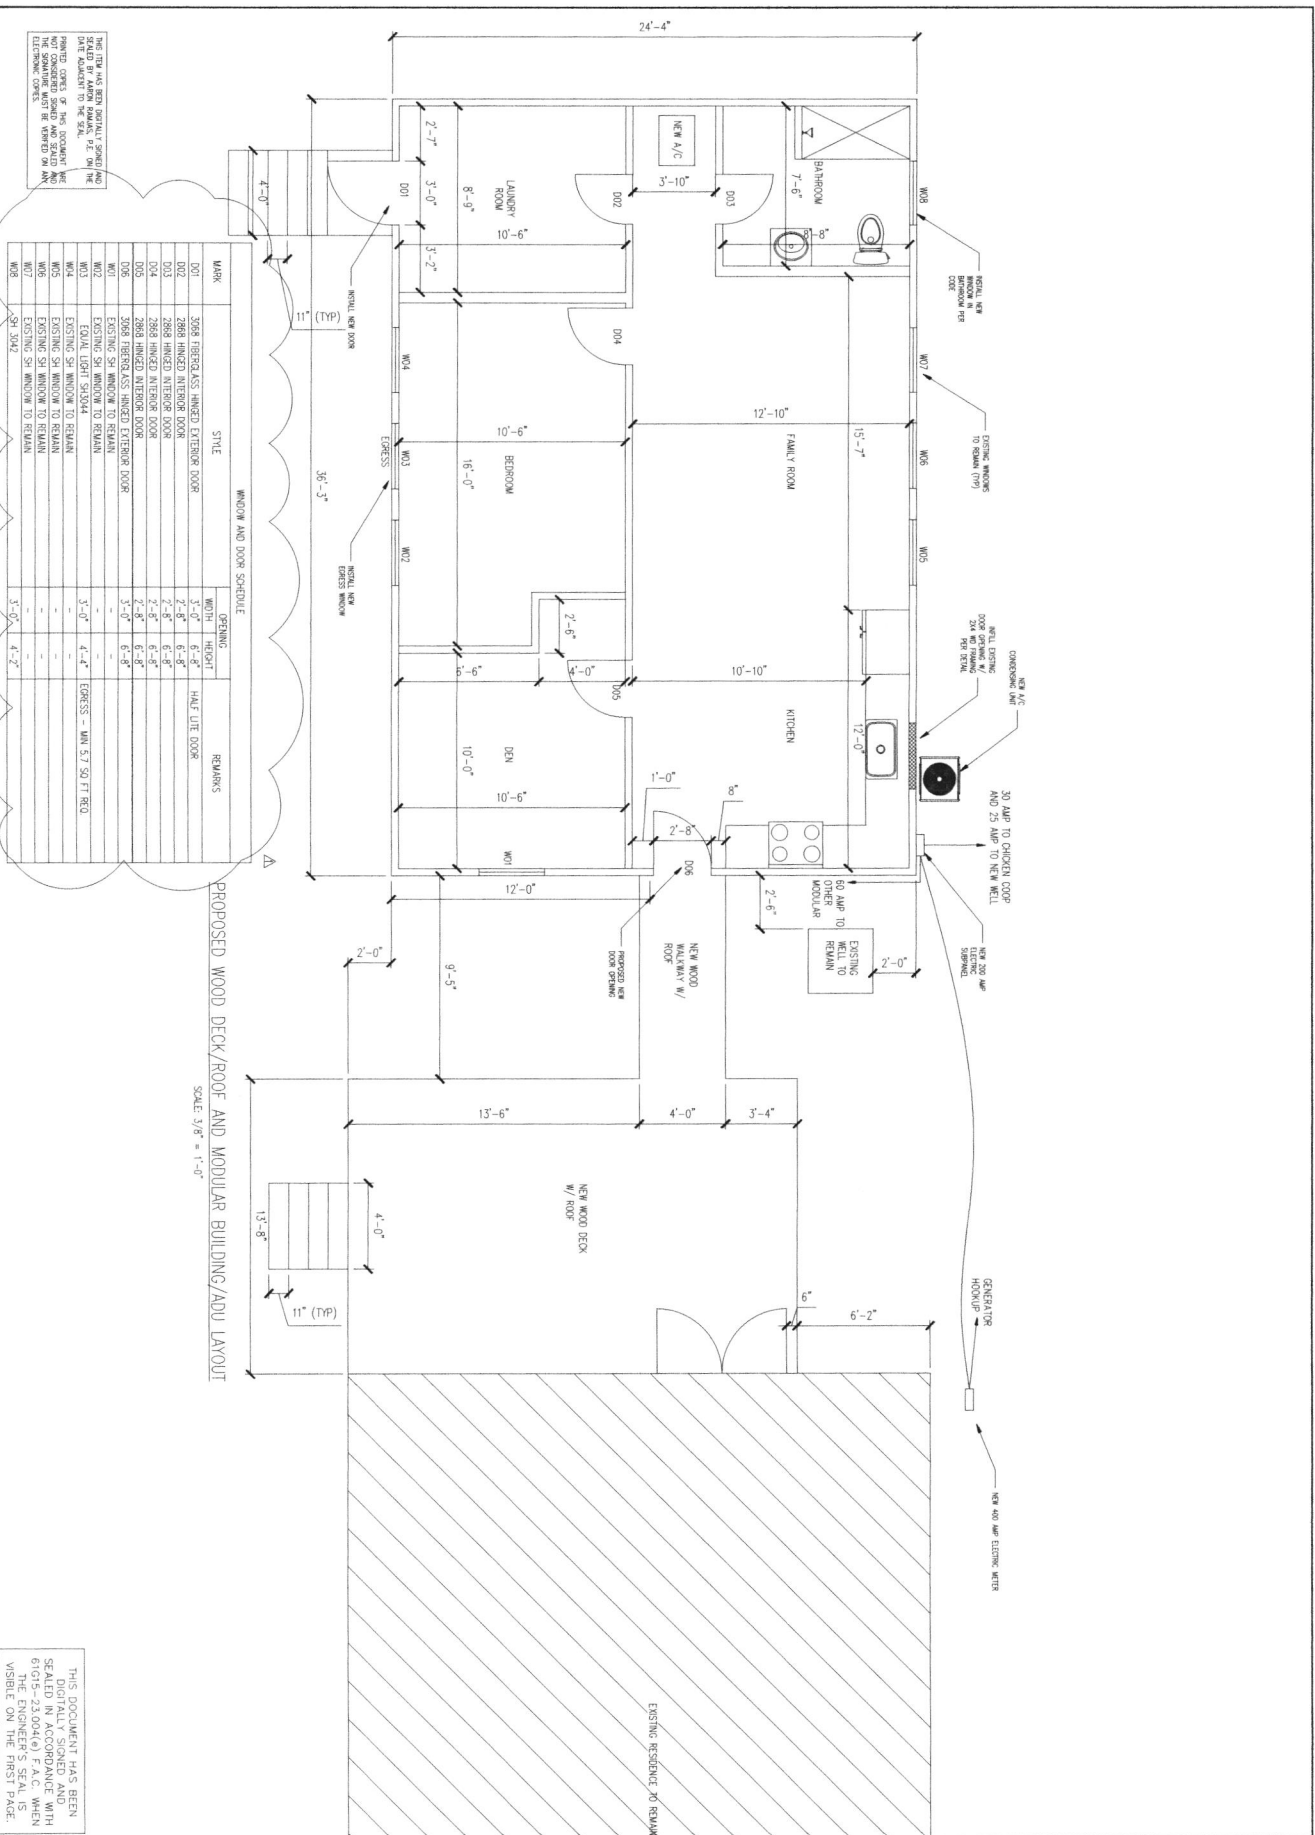 24'-4"
THIS ITEM HAS BEEN DIGITALLY SIGNED AND
SEALED BY AARON RAMJAS, P.E. ON THE
DATE ADJACENT TO THE SEAL.
PRINTED COPIES OF THIS DOCUMENT ARE
NOT CONSIDERED SIGNED AND SEALED AND
THE SIGNATURE MUST BE VERIFIED ON ANY
ELECTRONIC COPIES.
NEW A/C
3'-10"
BATHROOM
7'-6"
8'-8"
D03
D02
W08
INSTALL NEW
WINDOW IN
BATHROOM PER
CODE
2'-7"
3'-0"
3'-2"
D01
LAUNDRY
ROOM
8'-9"
10'-6"
4'-0"
11" (TYP)
INSTALL NEW DOOR
D04
W07
EXISTING WINDOWS
TO REMAIN (TYP)
12'-10"
15'-7"
FAMILY ROOM
W06
W05
W04
10'-6"
W03
EGRESS
BEDROOM
16'-0"
36'-3"
W02
INSTALL NEW
EGRESS WINDOW
2'-6"
INFILL EXISTING
DOOR OPENING W/
2X4 WD FRAMING
PER DETAIL
NEW A/C
CONDENSING UNIT
10'-10"
6'-6"
4'-0"
D05
KITCHEN
12'-0"
DEN
10'-0"
10'-6"
1'-0"
8"
2'-8"
D06
W01
30 AMP TO CHICKEN COOP
AND 25 AMP TO NEW WELL
60 AMP TO
OTHER
MODULAR
NEW 200 AMP
ELECTRIC
SUBPANEL
2'-6"
EXISTING
WELL TO
REMAIN
2'-0"
12'-0"
PROPOSED NEW
DOOR OPENING
NEW WOOD
WALKWAY W/
ROOF
2'-0"
9'-5"
13'-6"
4'-0"
3'-4"
NEW WOOD DECK
W/ ROOF
4'-0"
13'-8"
11" (TYP)
6"
6'-2"
GENERATOR
HOOKUP
NEW 400 AMP ELECTRIC METER
EXISTING RESIDENCE TO REMAIN
WINDOW AND DOOR SCHEDULE
MARK STYLE OPENING REMARKS
WIDTH HEIGHT
D01 3068 FIBERGLASS HINGED EXTERIOR DOOR 3'-0" 6'-8" HALF LITE DOOR
D02 2868 HINGED INTERIOR DOOR 2'-8" 6'-8"
D03 2868 HINGED INTERIOR DOOR 2'-8" 6'-8"
D04 2868 HINGED INTERIOR DOOR 2'-8" 6'-8"
D05 2868 HINGED INTERIOR DOOR 2'-8" 6'-8"
D06 3068 FIBERGLASS HINGED EXTERIOR DOOR 3'-0" 6'-8"
W01 EXISTING SH WINDOW TO REMAIN - -
W02 EXISTING SH WINDOW TO REMAIN - -
W03 EQUAL LIGHT SH3044 3'-0" 4'-4" EGRESS - MIN 5.7 SQ FT REQ.
W04 EXISTING SH WINDOW TO REMAIN - -
W05 EXISTING SH WINDOW TO REMAIN - -
W06 EXISTING SH WINDOW TO REMAIN - -
W07 EXISTING SH WINDOW TO REMAIN - -
W08 SH 3042 3'-0" 4'-2"
PROPOSED WOOD DECK/ROOF AND MODULAR BUILDING/ADU LAYOUT
SCALE: 3/8" = 1'-0"
THIS DOCUMENT HAS BEEN
DIGITALLY SIGNED AND
SEALED IN ACCORDANCE WITH
61G15-23.004(e) F.A.C. WHEN
THE ENGINEER'S SEAL IS
VISIBLE ON THE FIRST PAGE.